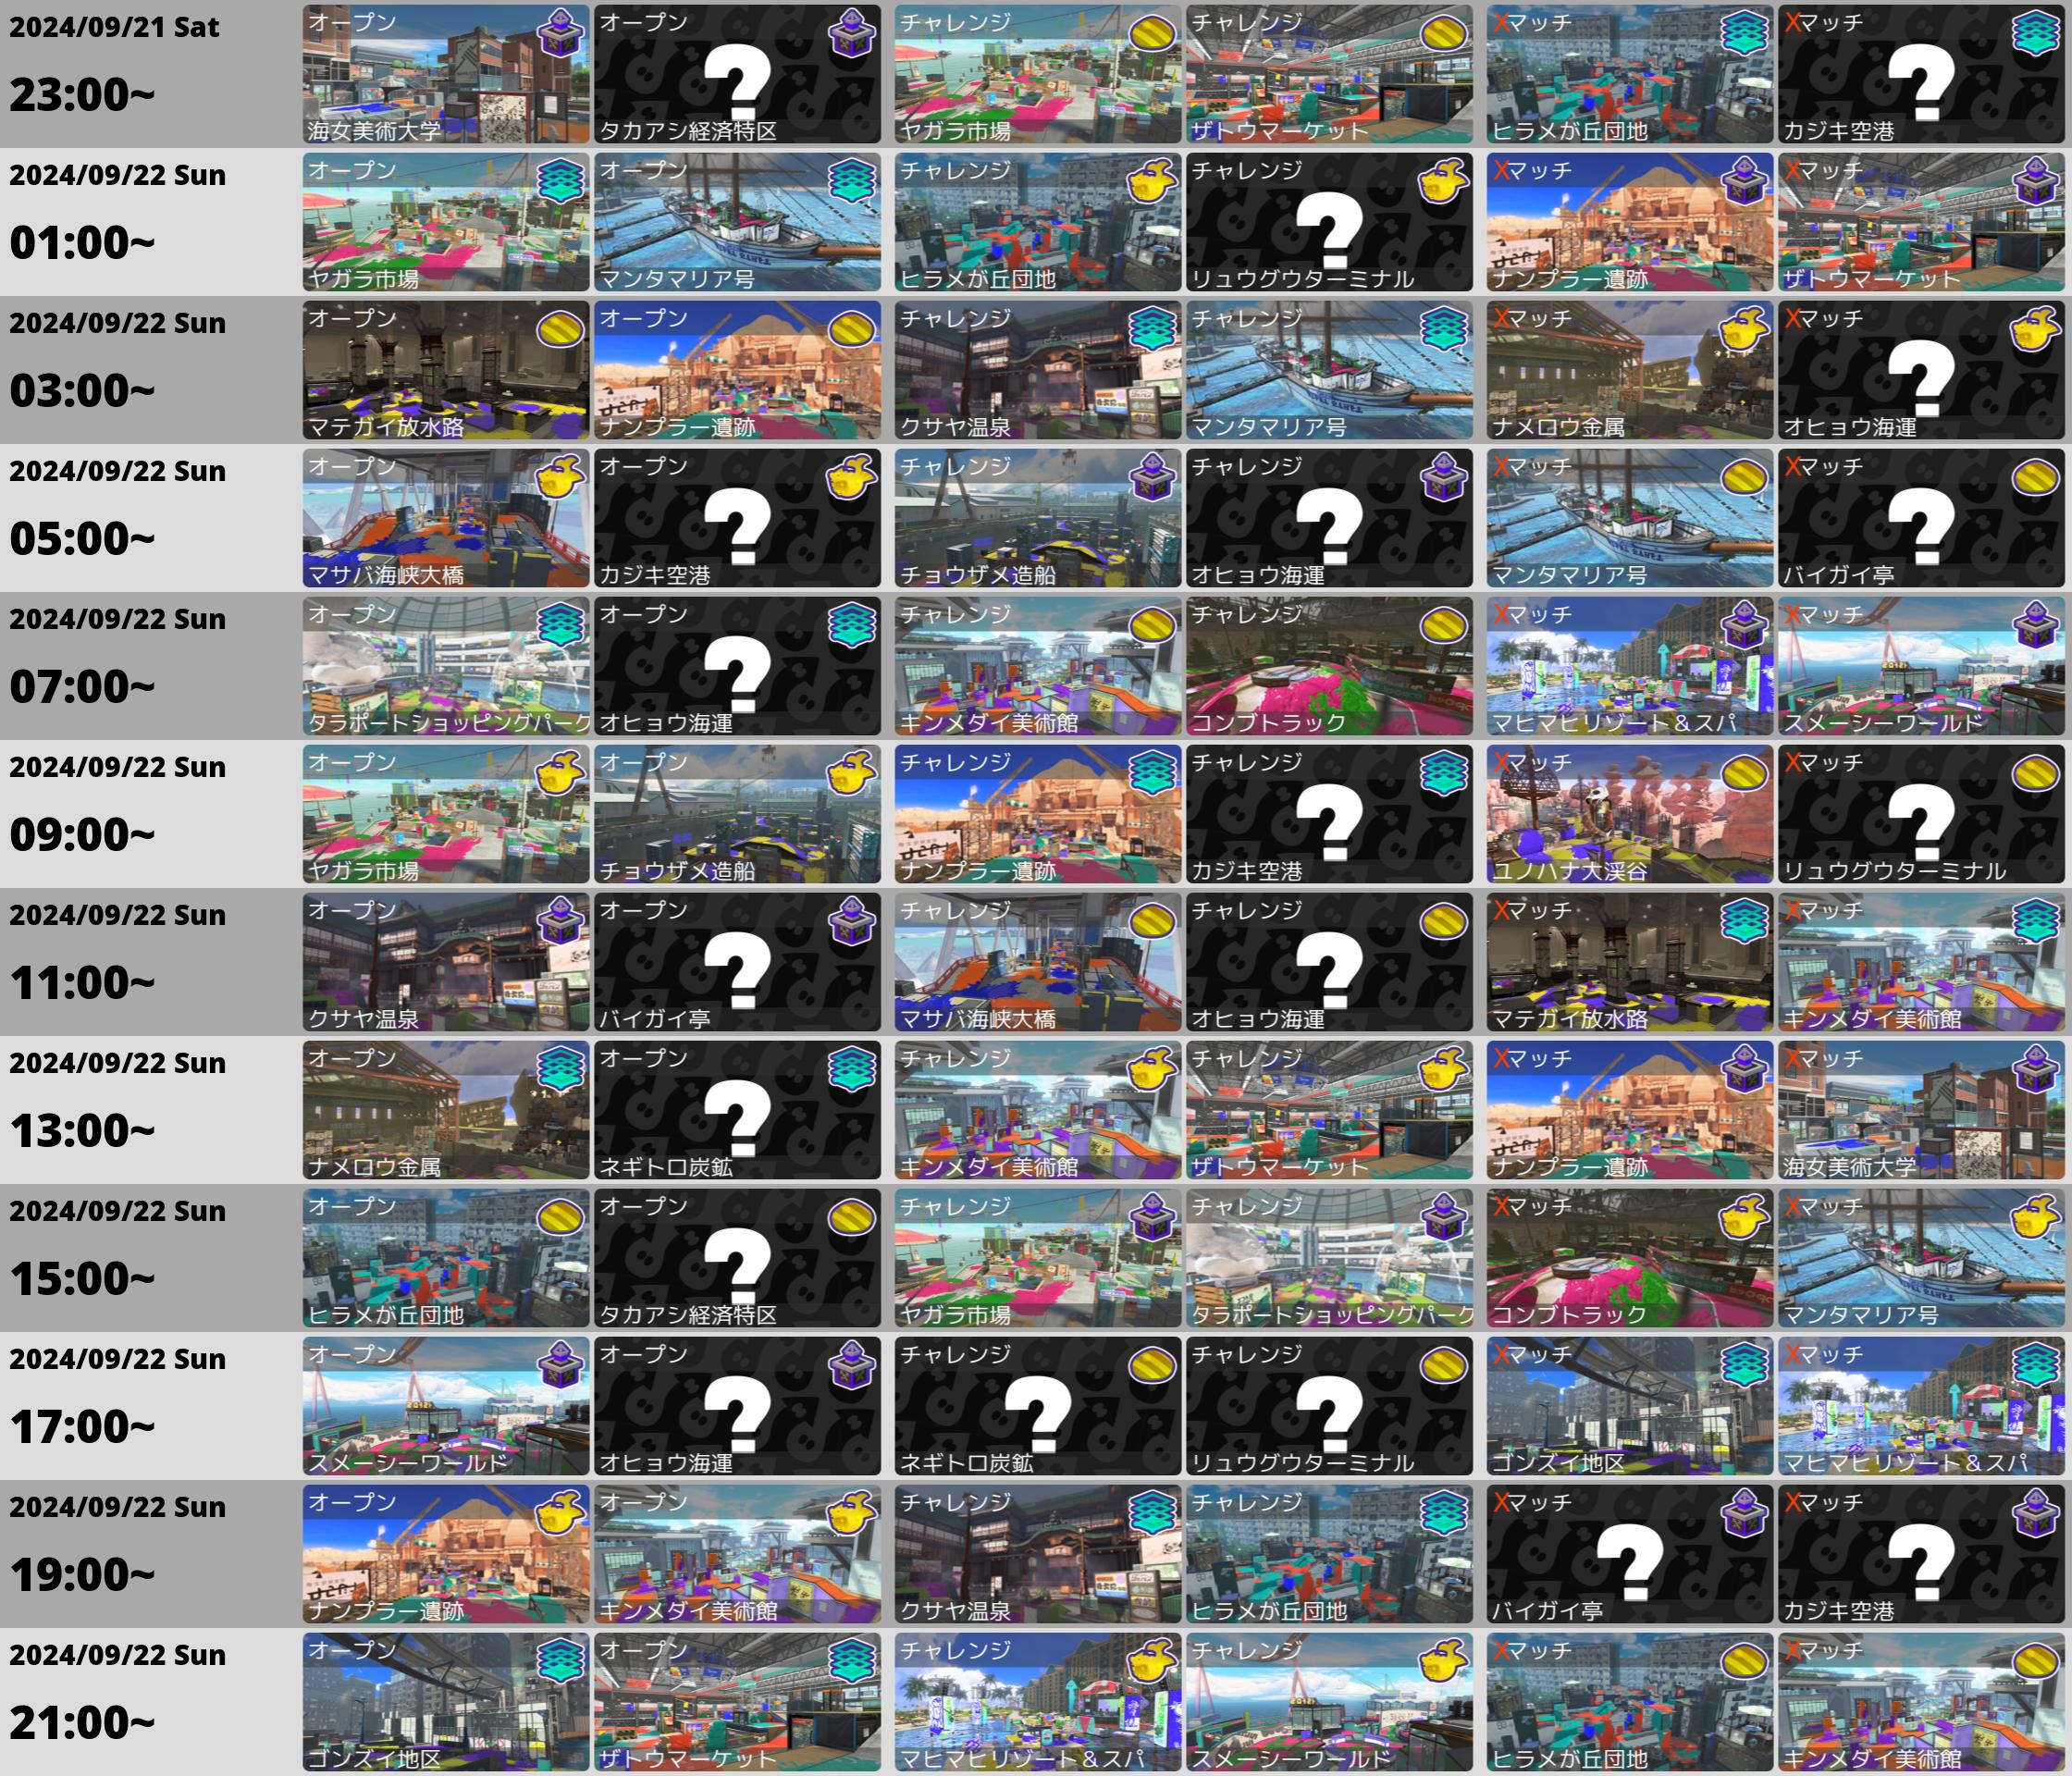 2024/09/21 Sat
23:00~
オープン
海女美術大学
オープン
タカアシ経済特区
チャレンジ
ヤガラ市場
チャレンジ
ザトウマーケット
Xマッチ
ヒラメが丘団地
Xマッチ
カジキ空港
2024/09/22 Sun
01:00~
オープン
ヤガラ市場
オープン
マンタマリア号
チャレンジ
ヒラメが丘団地
チャレンジ
リュウグウターミナル
Xマッチ
ナンプラー遺跡
Xマッチ
ザトウマーケット
2024/09/22 Sun
03:00~
オープン
マテガイ放水路
オープン
ナンプラー遺跡
チャレンジ
クサヤ温泉
チャレンジ
マンタマリア号
Xマッチ
ナメロウ金属
Xマッチ
オヒョウ海運
2024/09/22 Sun
05:00~
オープン
マサバ海峡大橋
オープン
カジキ空港
チャレンジ
チョウザメ造船
チャレンジ
オヒョウ海運
Xマッチ
マンタマリア号
Xマッチ
バイガイ亭
2024/09/22 Sun
07:00~
オープン
タラポートショッピングパーク
オープン
オヒョウ海運
チャレンジ
キンメダイ美術館
チャレンジ
コンブトラック
Xマッチ
マヒマヒリゾート＆スパ
Xマッチ
スメーシーワールド
2024/09/22 Sun
09:00~
オープン
ヤガラ市場
オープン
チョウザメ造船
チャレンジ
ナンプラー遺跡
チャレンジ
カジキ空港
Xマッチ
ユノハナ大渓谷
Xマッチ
リュウグウターミナル
2024/09/22 Sun
11:00~
オープン
クサヤ温泉
オープン
バイガイ亭
チャレンジ
マサバ海峡大橋
チャレンジ
オヒョウ海運
Xマッチ
マテガイ放水路
Xマッチ
キンメダイ美術館
2024/09/22 Sun
13:00~
オープン
ナメロウ金属
オープン
ネギトロ炭鉱
チャレンジ
キンメダイ美術館
チャレンジ
ザトウマーケット
Xマッチ
ナンプラー遺跡
Xマッチ
海女美術大学
2024/09/22 Sun
15:00~
オープン
ヒラメが丘団地
オープン
タカアシ経済特区
チャレンジ
ヤガラ市場
チャレンジ
タラポートショッピングパーク
Xマッチ
コンブトラック
Xマッチ
マンタマリア号
2024/09/22 Sun
17:00~
オープン
スメーシーワールド
オープン
オヒョウ海運
チャレンジ
ネギトロ炭鉱
チャレンジ
リュウグウターミナル
Xマッチ
ゴンズイ地区
Xマッチ
マヒマヒリゾート＆スパ
2024/09/22 Sun
19:00~
オープン
ナンプラー遺跡
オープン
キンメダイ美術館
チャレンジ
クサヤ温泉
チャレンジ
ヒラメが丘団地
Xマッチ
バイガイ亭
Xマッチ
カジキ空港
2024/09/22 Sun
21:00~
オープン
ゴンズイ地区
オープン
ザトウマーケット
チャレンジ
マヒマヒリゾート＆スパ
チャレンジ
スメーシーワールド
Xマッチ
ヒラメが丘団地
Xマッチ
キンメダイ美術館